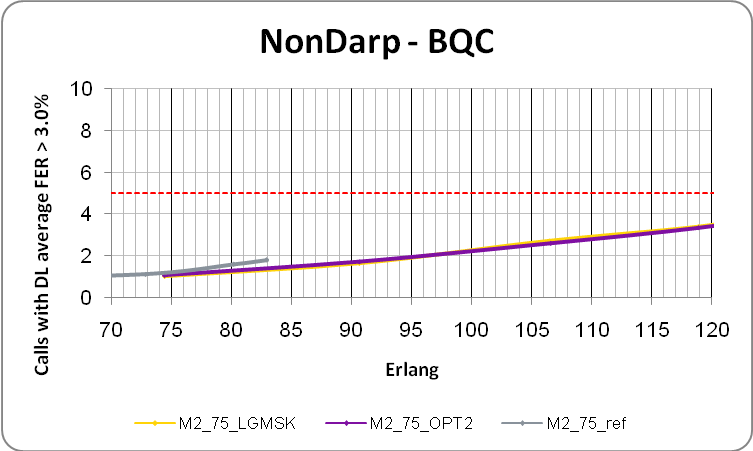 NonDarp - BQC
Calls with DL average FER > 3.0%
10
8
6
4
2
0
70 75 80 85 90 95 100 105 110 115 120
Erlang
M2_75_LGMSK M2_75_OPT2 M2_75_ref